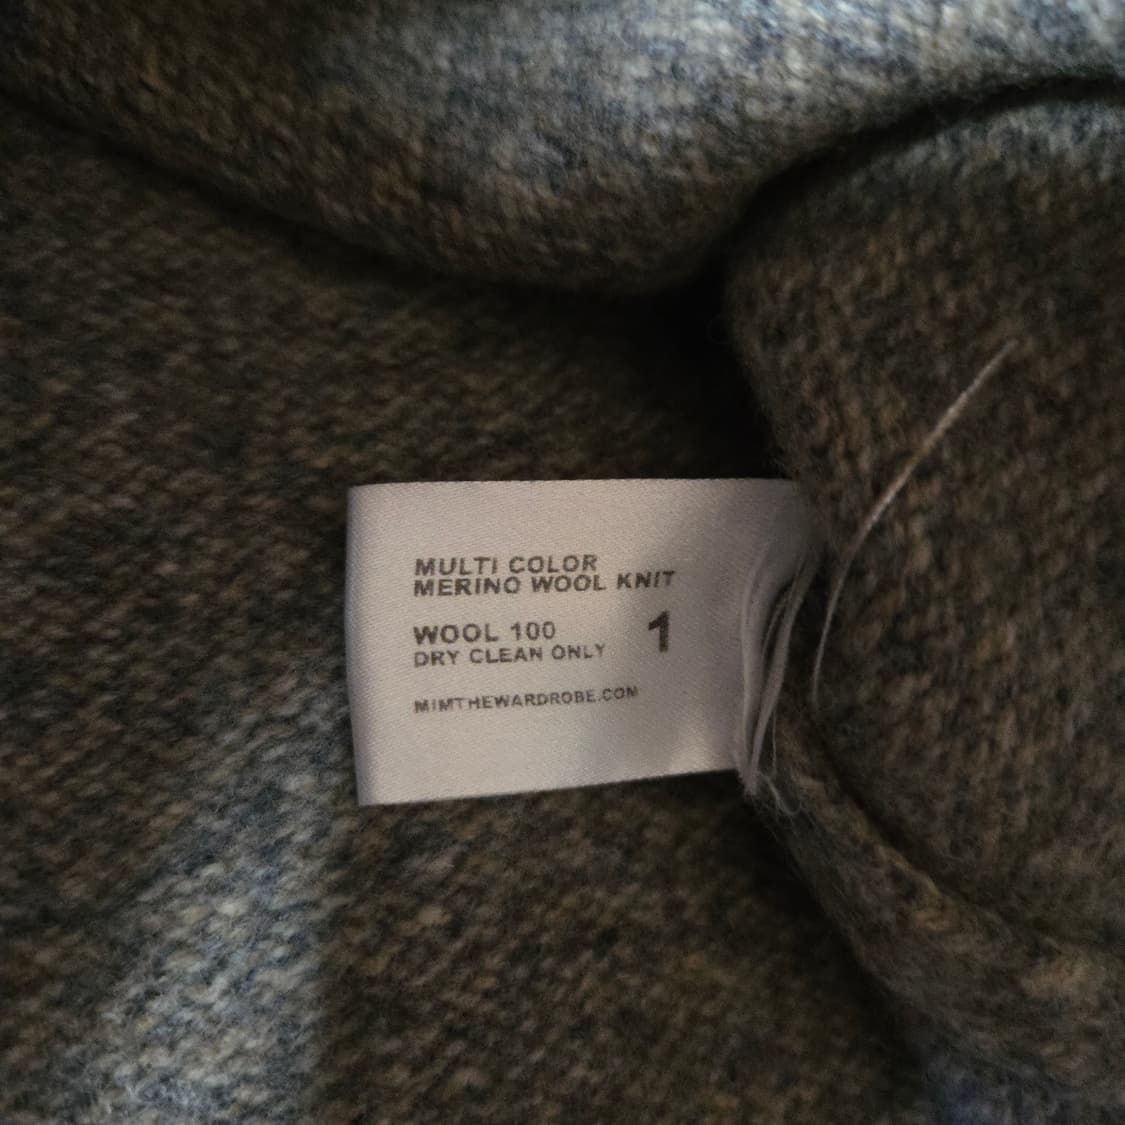 MULTI COLOR
MERINO WOOL KNIT
WOOL 100
1
DRY CLEAN ONLY
MIMTHEWARDROBE.COM